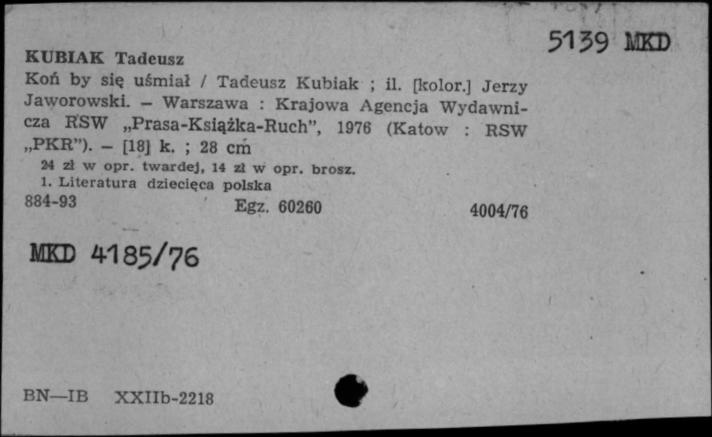 5139 MKD
KUBIAK Tadeusz
Koń by się uśmiał / Tadeusz Kubiak ; il. [kolor.] Jerzy
Jaworowski. — Warszawa : Krajowa Agencja Wydawni-
cza RSW „Prasa-Książka-Ruch”, 1976 (Katow : RSW
„PKR”). — [18] k. ; 28 cm
24 zł w opr. twardej, 14 zł w opr. brosz.
1. Literatura dziecięca polska
884-93 Egz. 60260 4004/76
MKD 4185/76
BN—IB XXIIb-2218